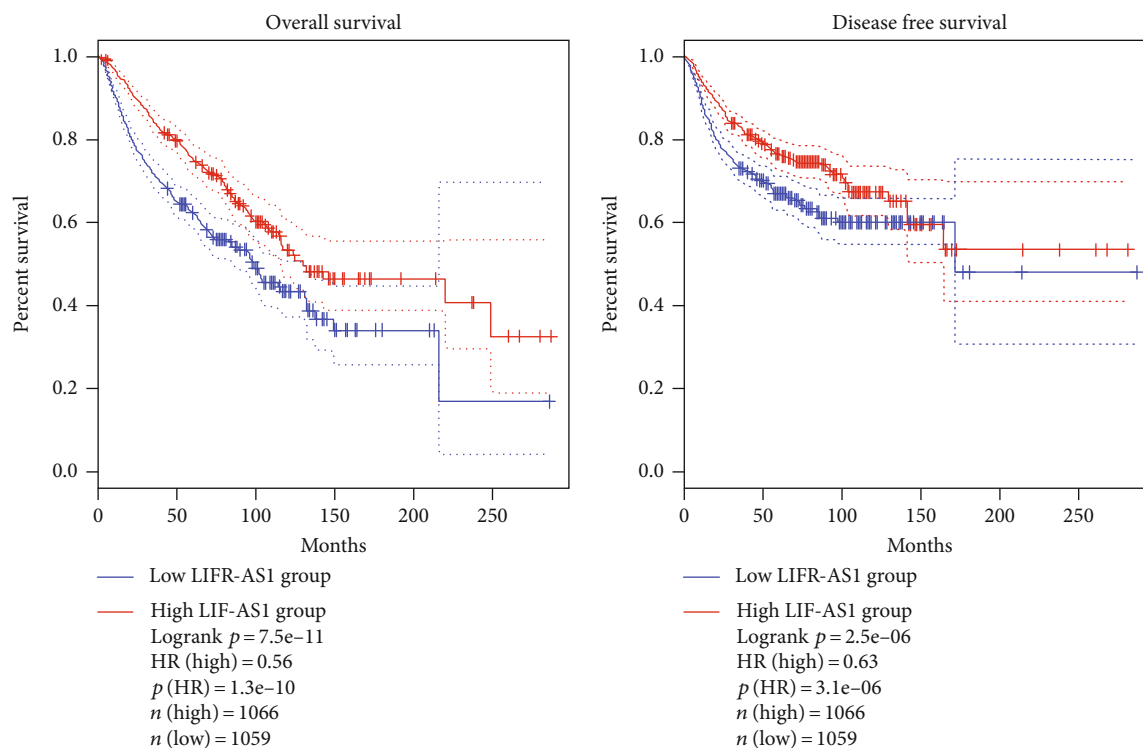 Overall survival
1.0
0.8
0.6
0.4
0.2
0.0
Percent survival
0 50 100 150 200 250
Months
Low LIFR-AS1 group
High LIF-AS1 group
Logrank p = 7.5e–11
HR (high) = 0.56
p (HR) = 1.3e–10
n (high) = 1066
n (low) = 1059
Disease free survival
1.0
0.8
0.6
0.4
0.2
0.0
Percent survival
0 50 100 150 200 250
Months
Low LIFR-AS1 group
High LIF-AS1 group
Logrank p = 2.5e–06
HR (high) = 0.63
p (HR) = 3.1e–06
n (high) = 1066
n (low) = 1059